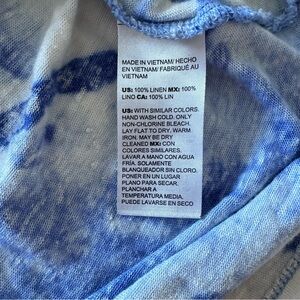 MADE IN VIETNAM/ HECHO
EN VIETNAM/ FABRIQUÉ AU
VIETNAM
US: 100% LINEN MX: 100%
LINO CA: 100% LIN
US: WITH SIMILAR COLORS.
HAND WASH COLD. ONLY
NON-CHLORINE BLEACH.
LAY FLAT TO DRY. WARM
IRON. MAY BE DRY
CLEANED MX: CON
COLORES SIMILARES.
LAVAR A MANO CON AGUA
FRÍA. SOLAMENTE
BLANQUEADOR SIN CLORO.
PONER EN UN LUGAR
PLANO PARA SECAR.
PLANCHAR A
TEMPERATURA MEDIA.
PUEDE LAVARSE EN SECO